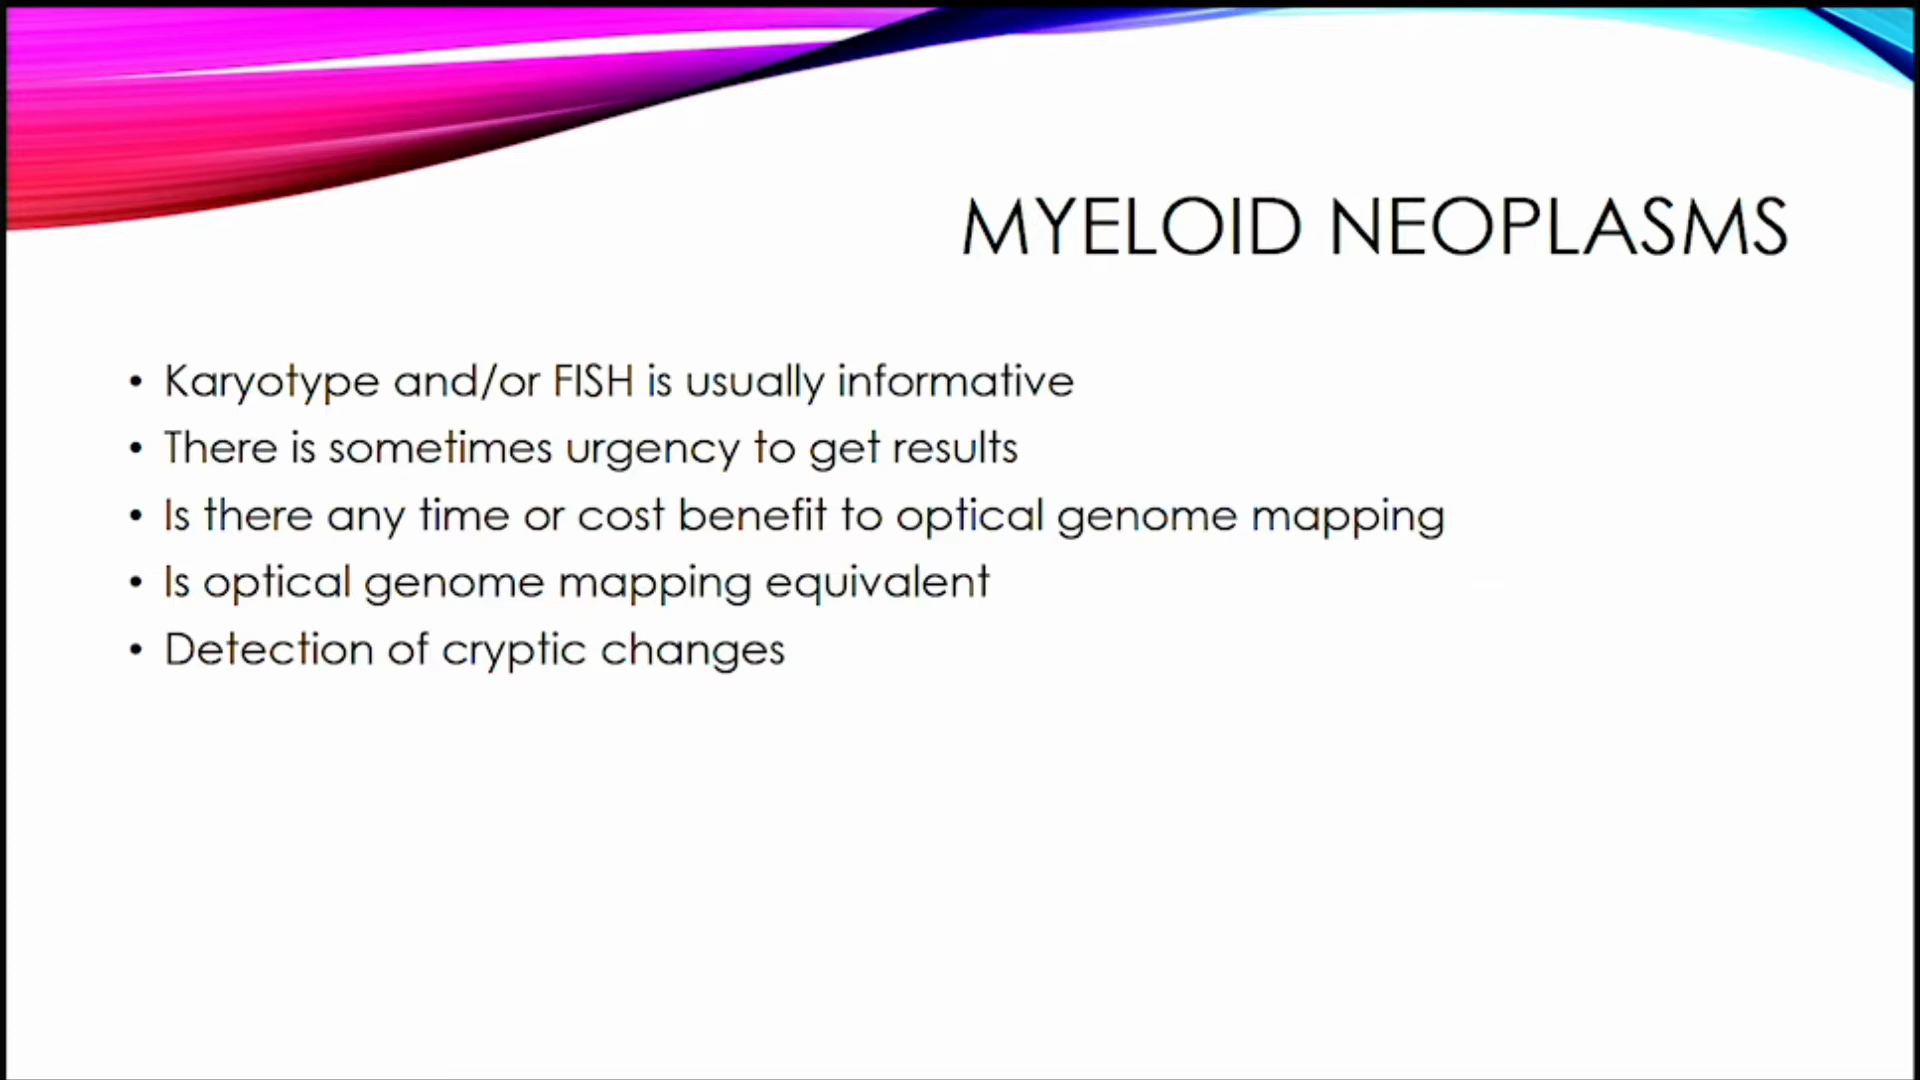 MYELOID NEOPLASMS
• Karyotype and/or FISH is usually informative
• There is sometimes urgency to get results
• Is there any time or cost benefit to optical genome mapping
• Is optical genome mapping equivalent
• Detection of cryptic changes